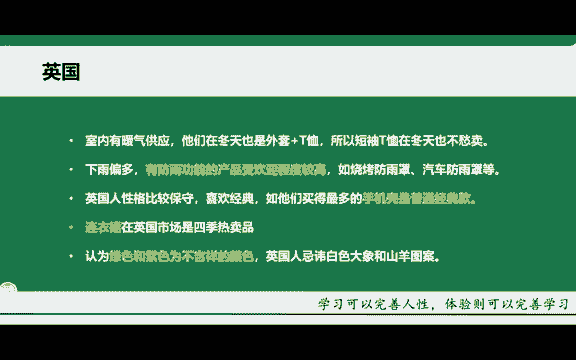 英国
室内有暖气供应，他们在冬天也是外套+T恤，所以短袖T恤在冬天也不愁卖。
下雨偏多，有防雨功能的产品受欢迎程度较高，如烧烤防雨罩、汽车防雨罩等。
英国人性格比较保守，喜欢经典，如他们买得最多的手机壳是普通经典款。
连衣裙在英国市场是四季热卖品
认为绿色和紫色为不吉祥的颜色，英国人忌讳白色大象和山羊图案。
学习可以完善人性，体验则可以完善学习